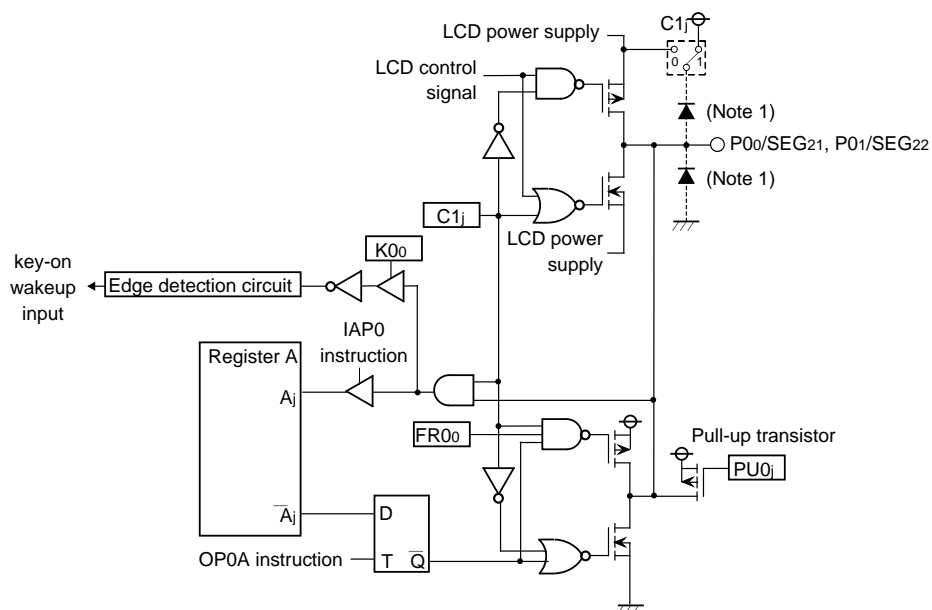 C1j
LCD power supply
0 1
LCD control
signal
(Note 1)
P00/SEG21, P01/SEG22
(Note 1)
C1j
LCD power
supply
K00
key-on
wakeup
input
Edge detection circuit
IAP0
instruction
Register A
Aj
FR00
Pull-up transistor
PU0j
A̅j
D
OP0A instruction
T Q̅